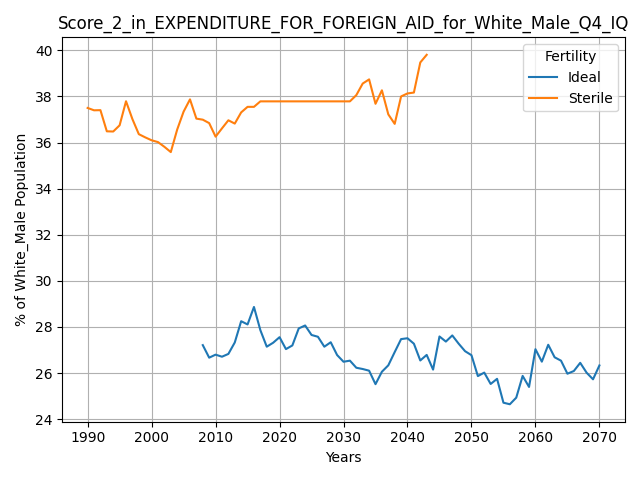 Score_2_in_EXPENDITURE_FOR_FOREIGN_AID_for_White_Male_Q4_IQ
Fertility
Ideal
Sterile
% of White_Male Population
40
38
36
34
32
30
28
26
24
1990 2000 2010 2020 2030 2040 2050 2060 2070
Years